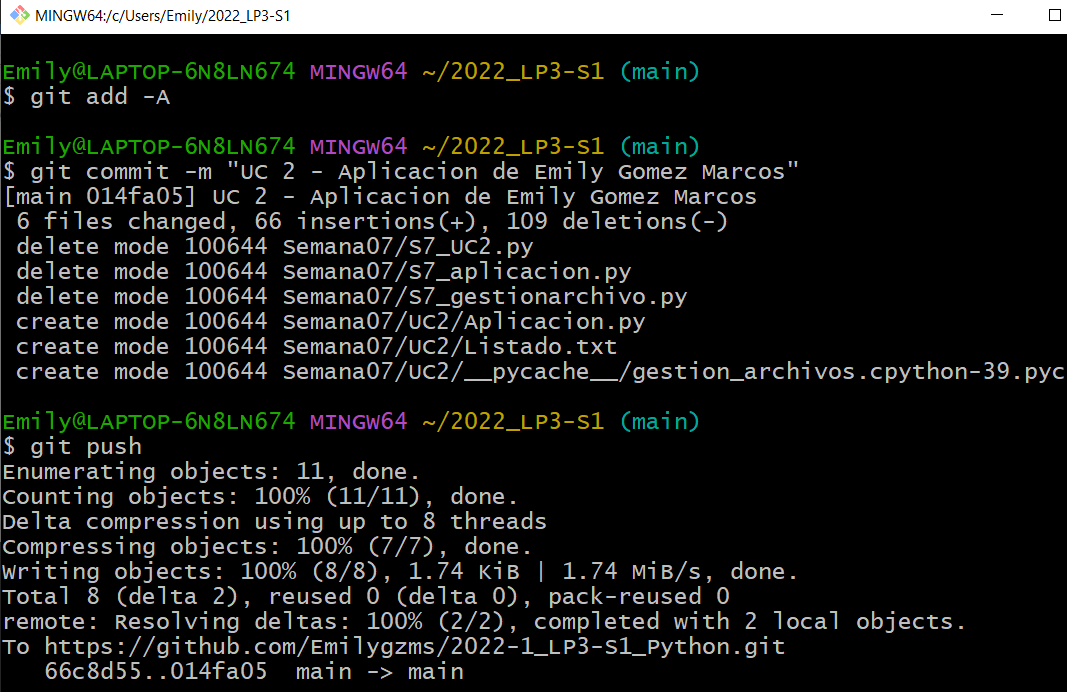 MINGW64:/c/Users/Emily/2022_LP3-S1
Emily@LAPTOP-6N8LN674 MINGW64 ~/2022_LP3-S1 (main)
$ git add -A
Emily@LAPTOP-6N8LN674 MINGW64 ~/2022_LP3-S1 (main)
$ git commit -m "UC 2 - Aplicacion de Emily Gomez Marcos"
[main 014fa05] UC 2 - Aplicacion de Emily Gomez Marcos
 6 files changed, 66 insertions(+), 109 deletions(-)
 delete mode 100644 Semana07/S7_UC2.py
 delete mode 100644 Semana07/S7_aplicacion.py
 delete mode 100644 Semana07/S7_gestionarchivo.py
 create mode 100644 Semana07/UC2/Aplicacion.py
 create mode 100644 Semana07/UC2/Listado.txt
 create mode 100644 Semana07/UC2/__pycache__/gestion_archivos.cpython-39.pyc
Emily@LAPTOP-6N8LN674 MINGW64 ~/2022_LP3-S1 (main)
$ git push
Enumerating objects: 11, done.
Counting objects: 100% (11/11), done.
Delta compression using up to 8 threads
Compressing objects: 100% (7/7), done.
Writing objects: 100% (8/8), 1.74 KiB | 1.74 MiB/s, done.
Total 8 (delta 2), reused 0 (delta 0), pack-reused 0
remote: Resolving deltas: 100% (2/2), completed with 2 local objects.
To https://github.com/Emilygzms/2022-1_LP3-S1_Python.git
   66c8d55..014fa05  main -> main